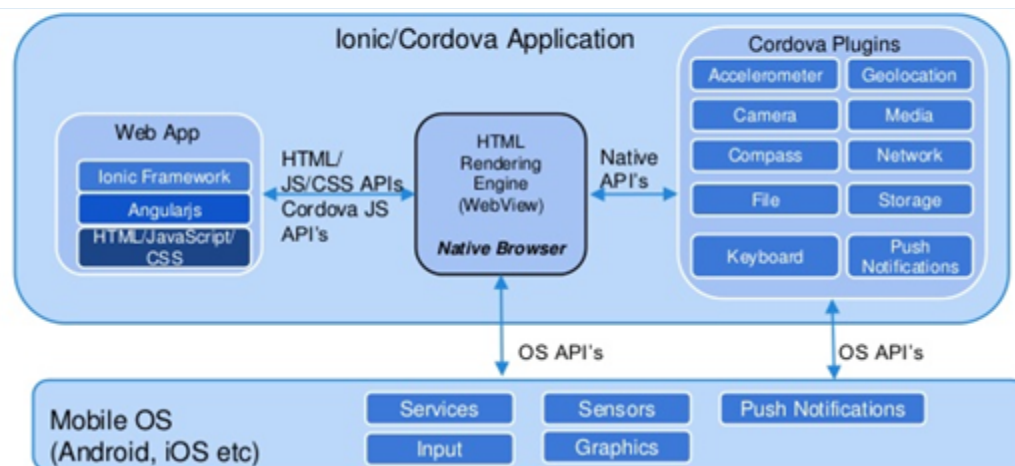 Ionic/Cordova Application
Web App
Ionic Framework
Angularjs
HTML/JavaScript/
CSS
HTML/
JS/CSS APIs
Cordova JS
API's
HTML
Rendering
Engine
(WebView)
Native Browser
Native
API's
Cordova Plugins
Accelerometer
Geolocation
Camera
Media
Compass
Network
File
Storage
Keyboard
Push
Notifications
OS API's
OS API's
Mobile OS
(Android, iOS etc)
Services
Sensors
Push Notifications
Input
Graphics